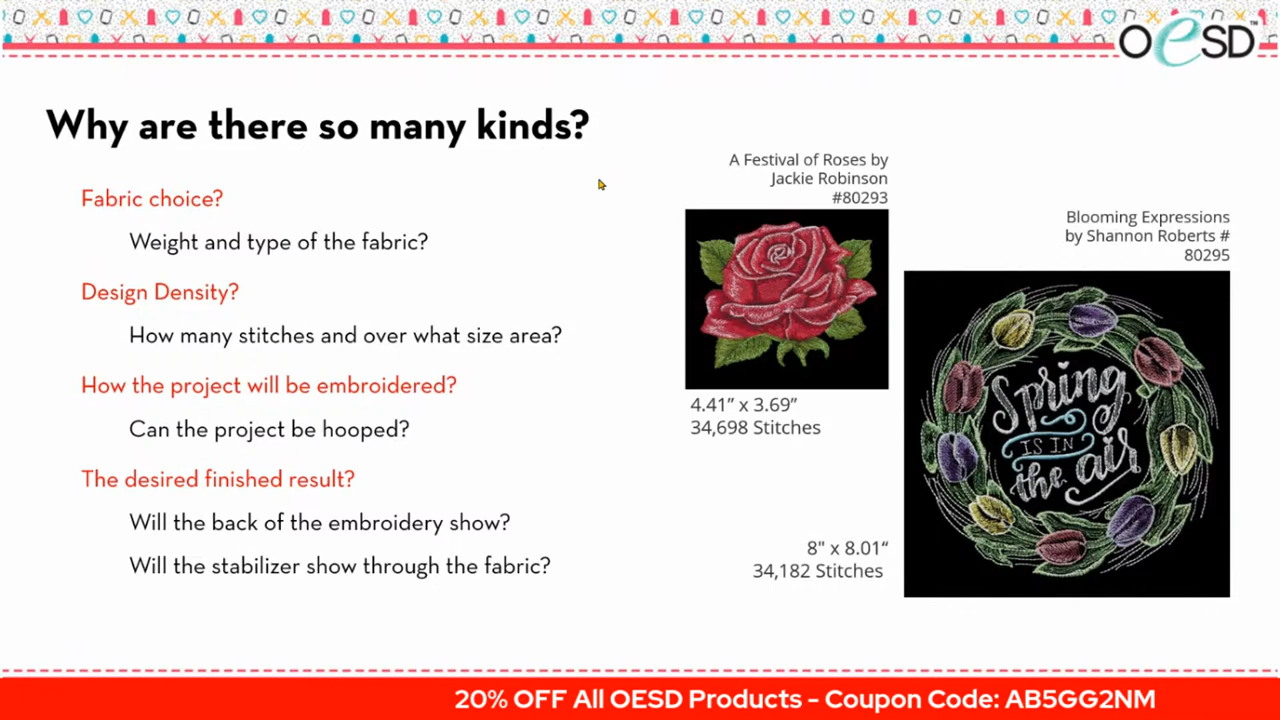 OESD™
Why are there so many kinds?
Fabric choice?
Weight and type of the fabric?
Design Density?
How many stitches and over what size area?
How the project will be embroidered?
Can the project be hooped?
The desired finished result?
Will the back of the embroidery show?
Will the stabilizer show through the fabric?
A Festival of Roses by
Jackie Robinson
#80293
4.41” x 3.69”
34,698 Stitches
Blooming Expressions
by Shannon Roberts #
80295
Spring
IS IN
the air
8" x 8.01“
34,182 Stitches
20% OFF All OESD Products - Coupon Code: AB5GG2NM